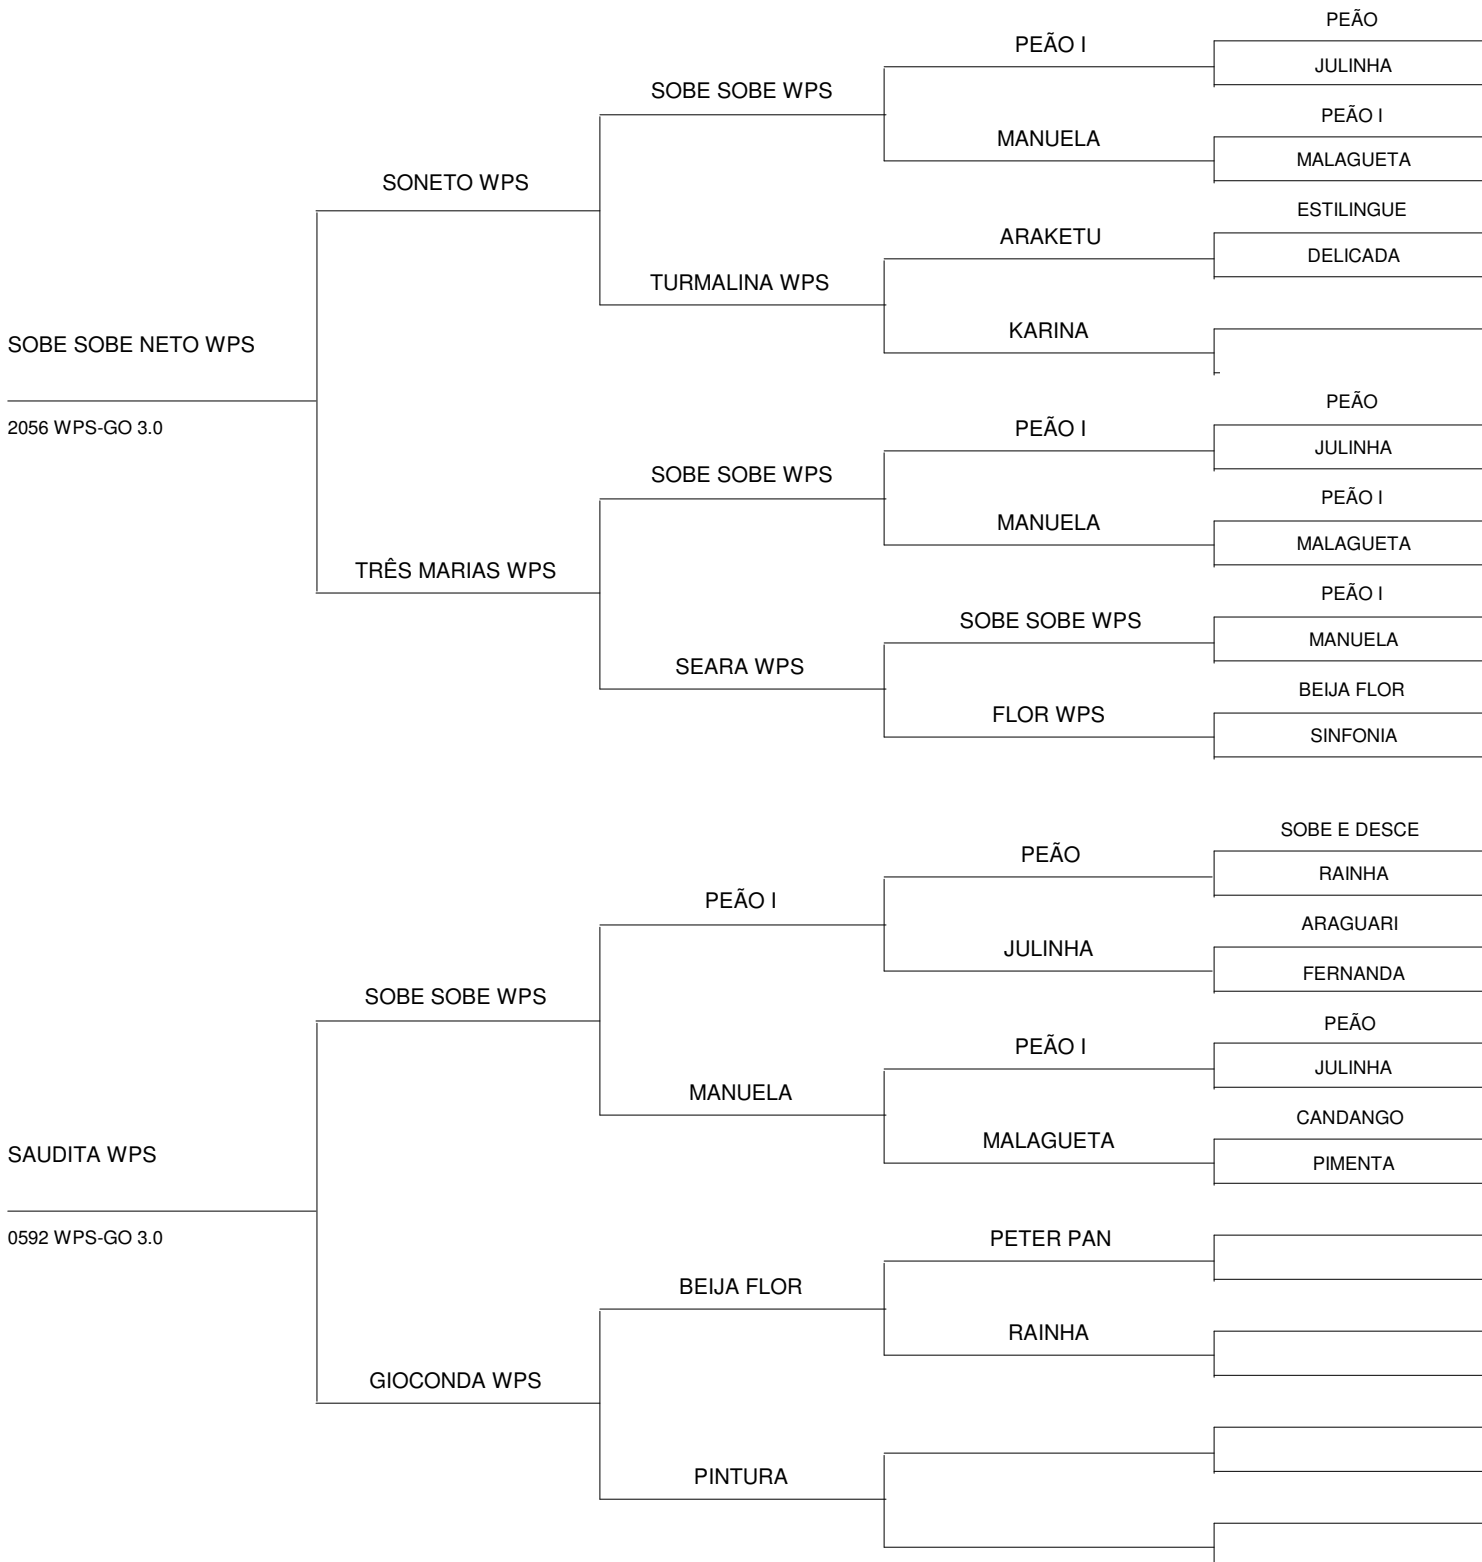 PEÃO
PEÃO I
JULINHA
SOBE SOBE WPS
PEÃO I
MANUELA
MALAGUETA
SONETO WPS
ESTILINGUE
ARAKETU
DELICADA
TURMALINA WPS
KARINA
SOBE SOBE NETO WPS
PEÃO
2056 WPS-GO 3.0
PEÃO I
JULINHA
SOBE SOBE WPS
PEÃO I
MANUELA
MALAGUETA
TRÊS MARIAS WPS
PEÃO I
SOBE SOBE WPS
MANUELA
SEARA WPS
BEIJA FLOR
FLOR WPS
SINFONIA
SOBE E DESCE
PEÃO
RAINHA
PEÃO I
ARAGUARI
JULINHA
FERNANDA
SOBE SOBE WPS
PEÃO
PEÃO I
JULINHA
MANUELA
CANDANGO
MALAGUETA
PIMENTA
SAUDITA WPS
0592 WPS-GO 3.0
PETER PAN
BEIJA FLOR
RAINHA
GIOCONDA WPS
PINTURA